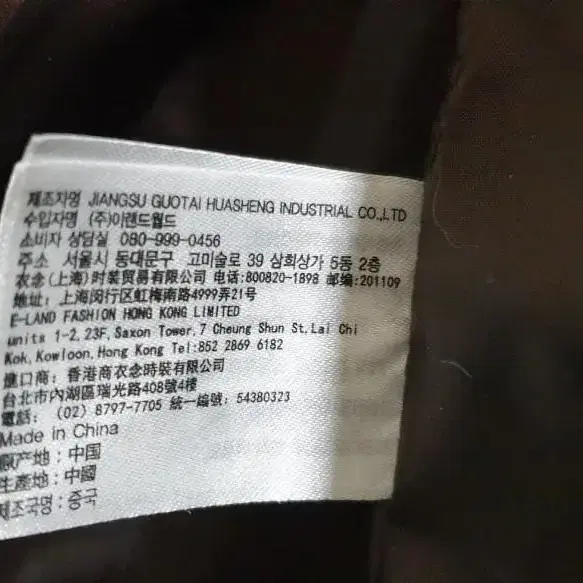 제조자명 JIANGSU GUOTAI HUASHENG INDUSTRIAL CO.,LTD
수입자명 (주)이랜드월드
소비자 상담실 080-999-0456
주소 서울시 동대문구 고미술로 39 삼희상가 5동 2층
衣念(上海)时装贸易有限公司 电话:800820-1898 邮编:201109
地址: 上海闵行区虹梅南路4999弄21号
E-LAND FASHION HONG KONG LIMITED
units 1-2,23F,Saxon Tower,7 Cheung Shun St.Lai Chi
Kok,Kowloon,Hong Kong Tel:852 2869 6182
進口商: 香港商衣念時裝有限公司
台北市內湖區瑞光路408號4樓
電話: (02) 8797-7705 統一編號: 54380323
Made in China
原产地: 中国
生產地: 中國
제조국명: 중국